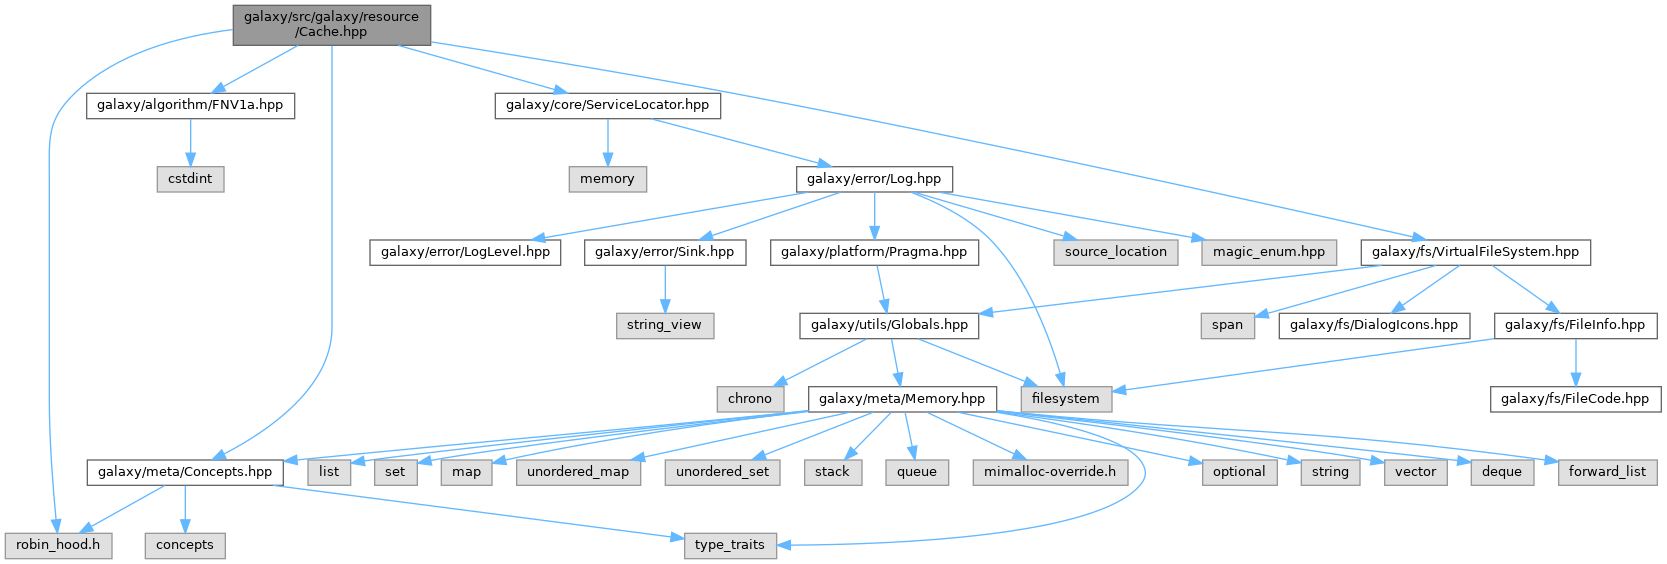 galaxy/src/galaxy/resource
/Cache.hpp
galaxy/algorithm/FNV1a.hpp
galaxy/core/ServiceLocator.hpp
cstdint
memory
galaxy/error/Log.hpp
galaxy/error/LogLevel.hpp
galaxy/error/Sink.hpp
galaxy/platform/Pragma.hpp
source_location
magic_enum.hpp
galaxy/fs/VirtualFileSystem.hpp
string_view
galaxy/utils/Globals.hpp
span
galaxy/fs/DialogIcons.hpp
galaxy/fs/FileInfo.hpp
chrono
galaxy/meta/Memory.hpp
filesystem
galaxy/fs/FileCode.hpp
galaxy/meta/Concepts.hpp
list
set
map
unordered_map
unordered_set
stack
queue
mimalloc-override.h
optional
string
vector
deque
forward_list
robin_hood.h
concepts
type_traits